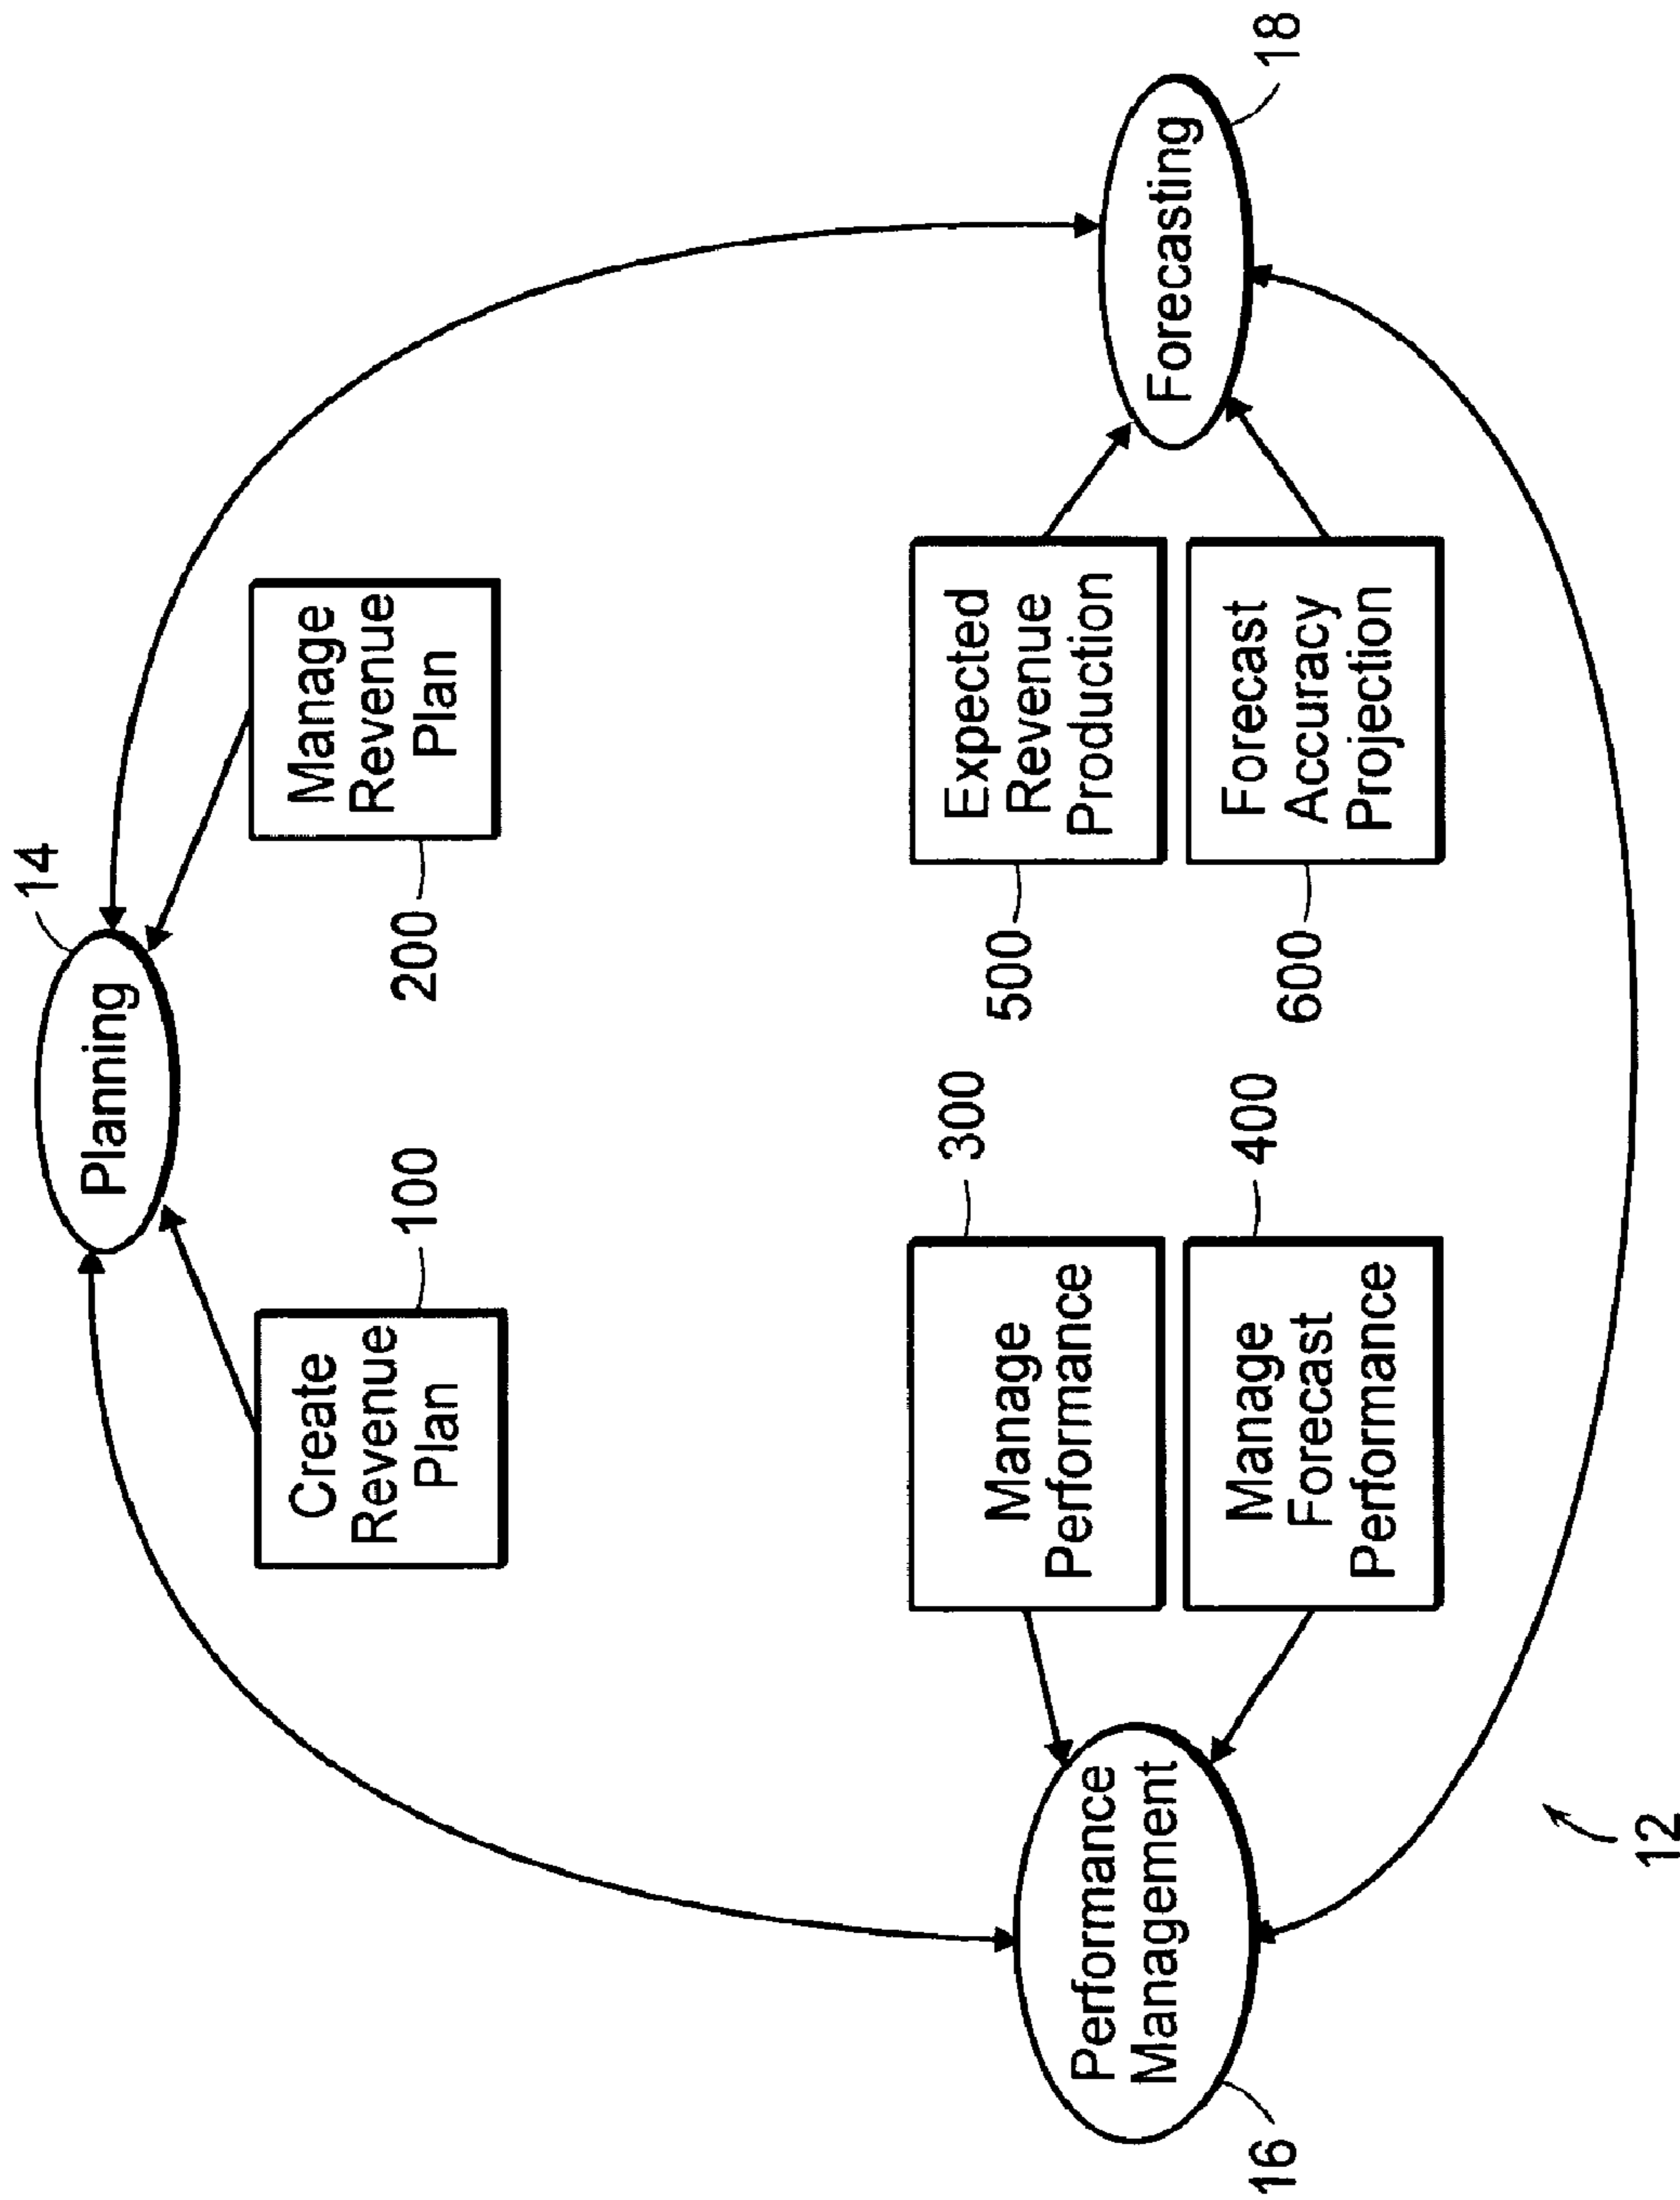 14
Planning
Create
Revenue
Plan
100
Manage
Revenue
Plan
200
300
Manage
Performance
400
Manage
Forecast
Performance
Expected
Revenue
Production
500
Forecast
Accuracy
Projection
600
Performance
Management
16
Forecasting
18
12